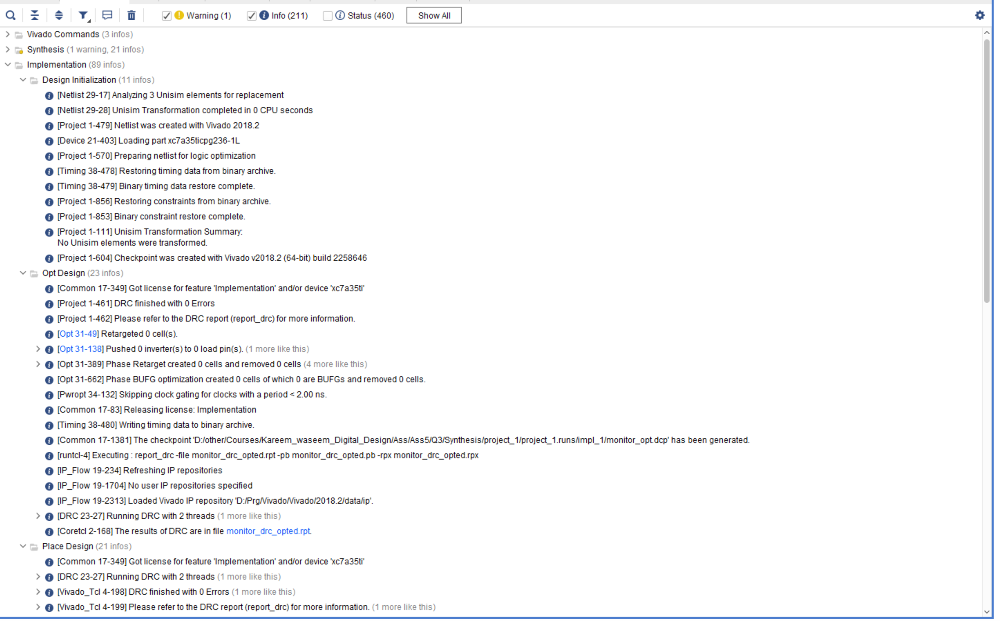 Warning (1) Info (211) Status (460) Show All
Vivado Commands (3 infos)
Synthesis (1 warning, 21 infos)
Implementation (89 infos)
Design Initialization (11 infos)
[Netlist 29-17] Analyzing 3 Unisim elements for replacement
[Netlist 29-28] Unisim Transformation completed in 0 CPU seconds
[Project 1-479] Netlist was created with Vivado 2018.2
[Device 21-403] Loading part xc7a35ticpg236-1L
[Project 1-570] Preparing netlist for logic optimization
[Timing 38-478] Restoring timing data from binary archive.
[Timing 38-479] Binary timing data restore complete.
[Project 1-856] Restoring constraints from binary archive.
[Project 1-853] Binary constraint restore complete.
[Project 1-111] Unisim Transformation Summary:
No Unisim elements were transformed.
[Project 1-604] Checkpoint was created with Vivado v2018.2 (64-bit) build 2258646
Opt Design (23 infos)
[Common 17-349] Got license for feature 'Implementation' and/or device 'xc7a35ti'
[Project 1-461] DRC finished with 0 Errors
[Project 1-462] Please refer to the DRC report (report_drc) for more information.
[Opt 31-49] Retargeted 0 cell(s).
[Opt 31-138] Pushed 0 inverter(s) to 0 load pin(s). (1 more like this)
[Opt 31-389] Phase Retarget created 0 cells and removed 0 cells (4 more like this)
[Opt 31-662] Phase BUFG optimization created 0 cells of which 0 are BUFGs and removed 0 cells.
[Pwropt 34-132] Skipping clock gating for clocks with a period < 2.00 ns.
[Common 17-83] Releasing license: Implementation
[Timing 38-480] Writing timing data to binary archive.
[Common 17-1381] The checkpoint 'D:/other/Courses/Kareem_waseem_Digital_Design/Ass/Ass5/Q3/Synthesis/project_1/project_1.runs/impl_1/monitor_opt.dcp' has been generated.
[runtcl-4] Executing : report_drc -file monitor_drc_opted.rpt -pb monitor_drc_opted.pb -rpx monitor_drc_opted.rpx
[IP_Flow 19-234] Refreshing IP repositories
[IP_Flow 19-1704] No user IP repositories specified
[IP_Flow 19-2313] Loaded Vivado IP repository 'D:/Prg/Vivado/Vivado/2018.2/data/ip'.
[DRC 23-27] Running DRC with 2 threads (1 more like this)
[Coretcl 2-168] The results of DRC are in file monitor_drc_opted.rpt.
Place Design (21 infos)
[Common 17-349] Got license for feature 'Implementation' and/or device 'xc7a35ti'
[DRC 23-27] Running DRC with 2 threads (1 more like this)
[Vivado_Tcl 4-198] DRC finished with 0 Errors (1 more like this)
[Vivado_Tcl 4-199] Please refer to the DRC report (report_drc) for more information. (1 more like this)